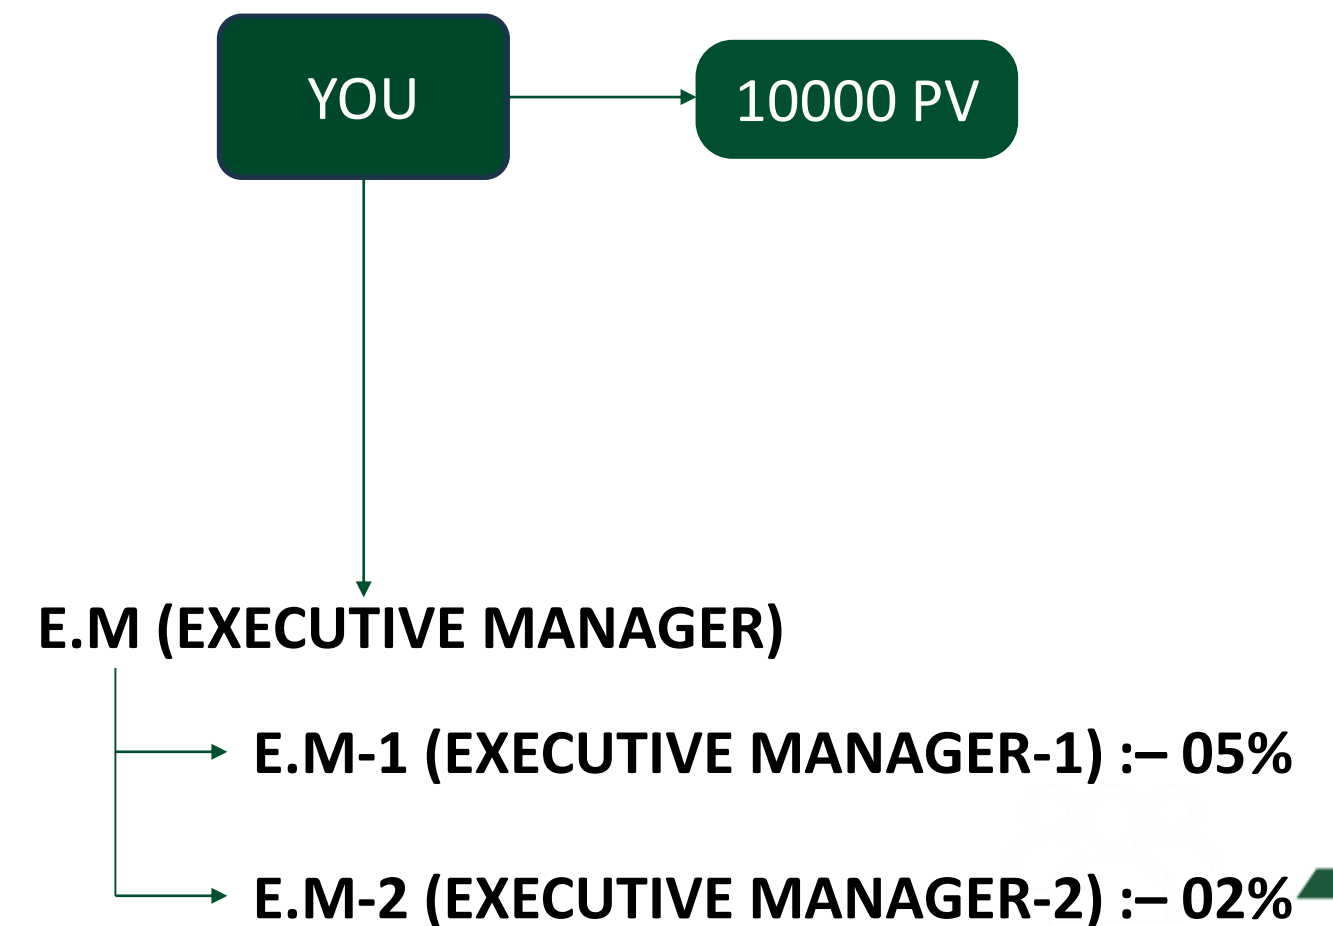 YOU
10000 PV
E.M (EXECUTIVE MANAGER)
E.M-1 (EXECUTIVE MANAGER-1) :– 05%
E.M-2 (EXECUTIVE MANAGER-2) :– 02%